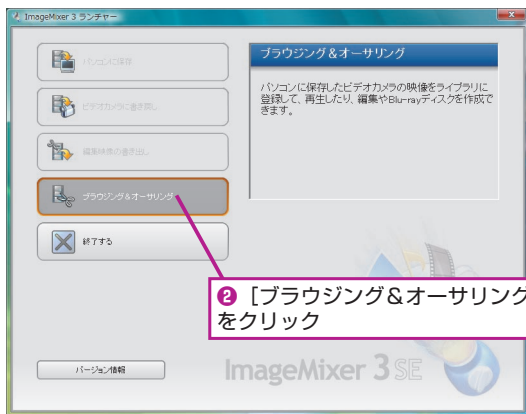 ImageMixer 3 ランチャー
パソコンに保存
ビデオカメラに書き戻し
編集映像の書き出し
ブラウジング&オーサリング
終了する
バージョン情報
ブラウジング&オーサリング
パソコンに保存したビデオカメラの映像をライブラリに
登録して、再生したり、編集やBlu-rayディスクを作成で
きます。
❷ [ブラウジング&オーサリング
をクリック
ImageMixer 3 SE